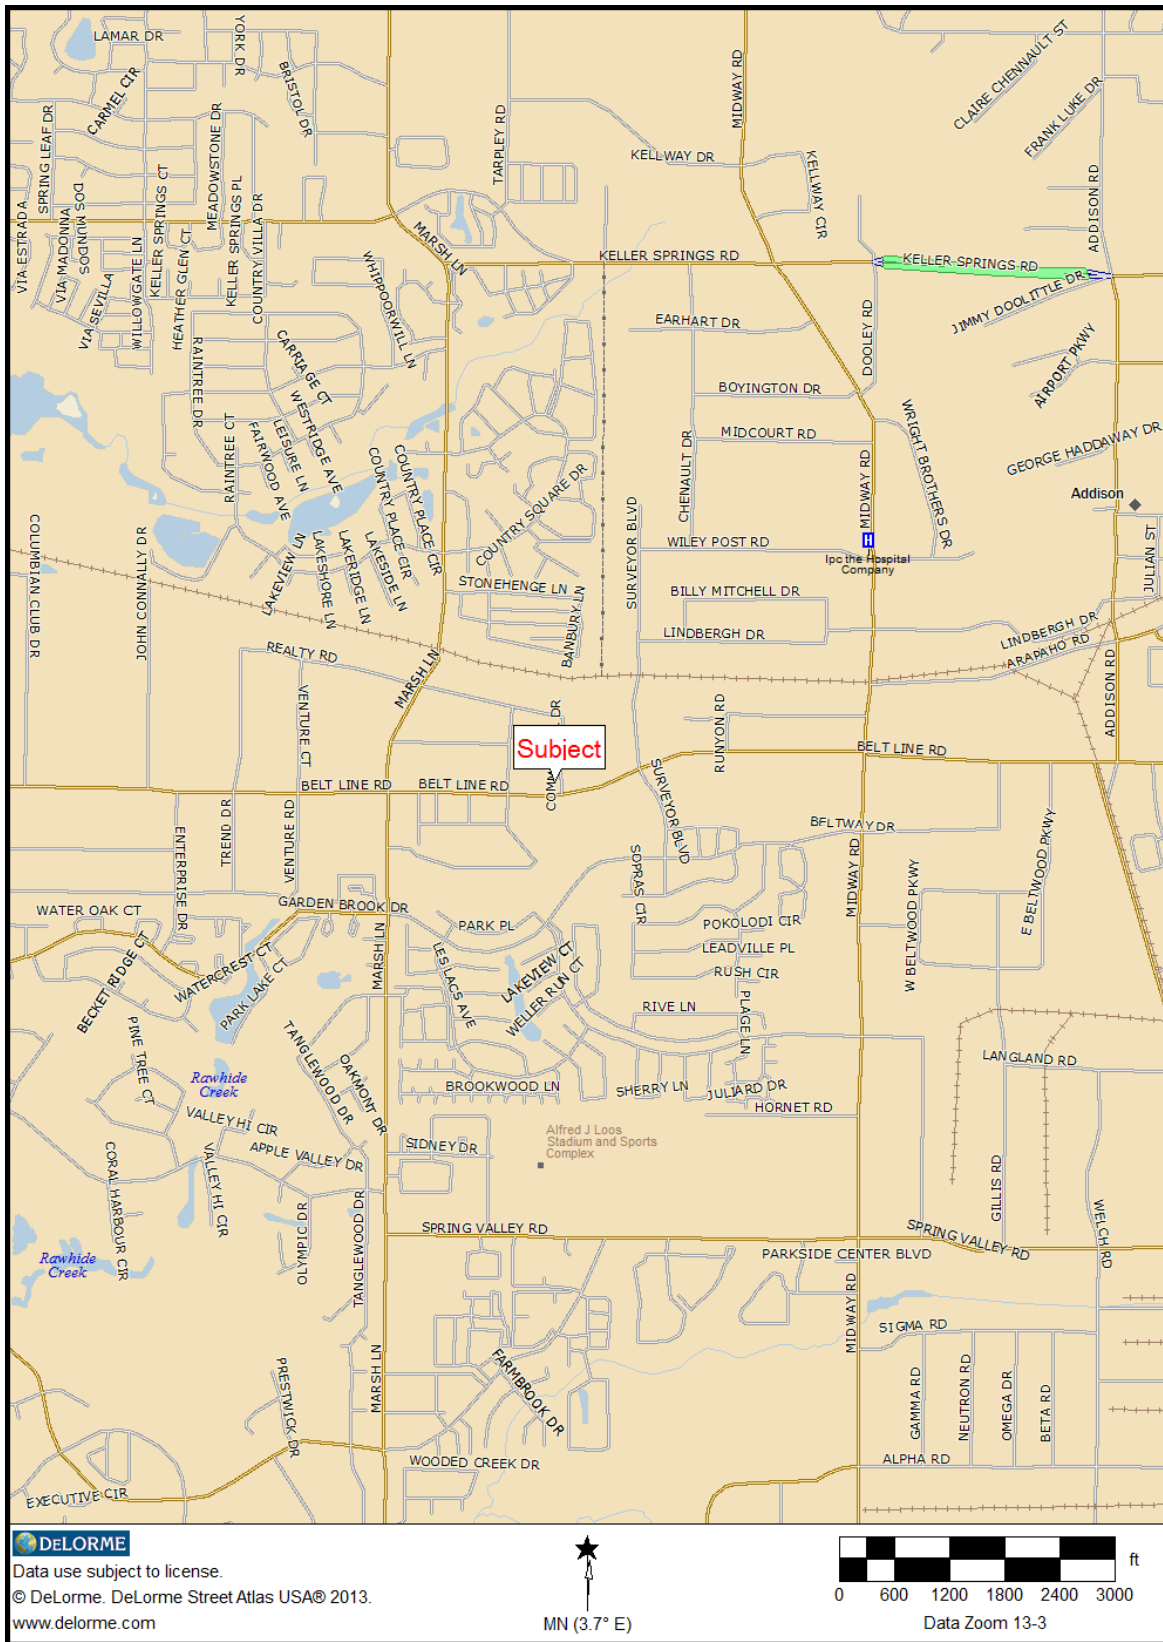 LAMAR DR
YORK DR
BRISTOL DR
CARMEL CIR
SPRING LEAF DR
MEADOWSTONE DR
TARPLEY RD
MIDWAY RD
CLAIRE CHENNAULT ST
FRANK LUKE DR
KELLWAY DR
KELLWAY CIR
ADDISON RD
VIA ESTRADA
VIA MADONNA
DOS MUNDOS
VIA SEVILLA
WILLOWGATE LN
KELLER SPRINGS CT
HEATHER GLEN CT
KELLER SPRINGS PL
COUNTRY VILLA DR
MARSH LN
WHIPPOORWILL LN
KELLER SPRINGS RD
KELLER SPRINGS RD
JIMMY DOOLITTLE DR
EARHART DR
DOOLEY RD
AIRPORT PKWY
RAINTREE DR
CARRIAGE CT
WESTRIDGE AVE
LEISURE LN
FAIRWOOD AVE
RAINTREE CT
BOYINGTON DR
MIDCOURT RD
WRIGHT BROTHERS DR
GEORGE HADDAWAY DR
Addison
COUNTRY PLACE CIR
COUNTRY PLACE CIR
COUNTRY SQUARE DR
CHENAULT DR
SURVEYOR BLVD
MIDWAY RD
H
Ipc the Hospital
Company
WILEY POST RD
JULIAN ST
COLUMBIAN CLUB DR
JOHN CONNALLY DR
LAKEVIEW LN
LAKESHORE LN
LAKERIDGE LN
LAKESIDE LN
STONEHENGE LN
BANBURY LN
BILLY MITCHELL DR
LINDBERGH DR
LINDBERGH DR
ARAPAHO RD
ADDISON RD
REALTY RD
MARSH LN
VENTURE CT
RUNYON RD
DR
Subject
BELT LINE RD
BELT LINE RD
BELT LINE RD
SURVEYOR BLVD
BELTWAY DR
ENTERPRISE DR
TREND DR
VENTURE RD
SOPRAS CIR
MIDWAY RD
W BELTWOOD PKWY
E BELTWOOD PKWY
WATER OAK CT
GARDEN BROOK DR
PARK PL
POKOLODI CIR
LEADVILLE PL
RUSH CIR
BECKET RIDGE CT
WATERCREST CT
PARK LAKE CT
MARSH LN
LES LACS AVE
LAKEVIEW CT
WELLER RUN CT
RIVE LN
PLAGE LN
PINE TREE CT
TANGLEWOOD DR
OAKMONT DR
Rawhide
Creek
BROOKWOOD LN
SHERRY LN
JULIARD DR
HORNET RD
LANGLAND RD
VALLEY HI CIR
APPLE VALLEY DR
SIDNEY DR
Alfred J Loos
Stadium and Sports
Complex
CORAL HARBOUR CIR
VALLEY HI CIR
OLYMPIC DR
TANGLEWOOD DR
GILLIS RD
WELCH RD
SPRING VALLEY RD
SPRING VALLEY RD
PARKSIDE CENTER BLVD
Rawhide
Creek
MIDWAY RD
SIGMA RD
PRESTWICK DR
MARSH LN
FARMBROOK DR
GAMMA RD
NEUTRON RD
OMEGA DR
BETA RD
WOODED CREEK DR
ALPHA RD
EXECUTIVE CIR
DELORME
Data use subject to license.
© DeLorme. DeLorme Street Atlas USA® 2013.
www.delorme.com
MN (3.7° E)
ft
0 600 1200 1800 2400 3000
Data Zoom 13-3